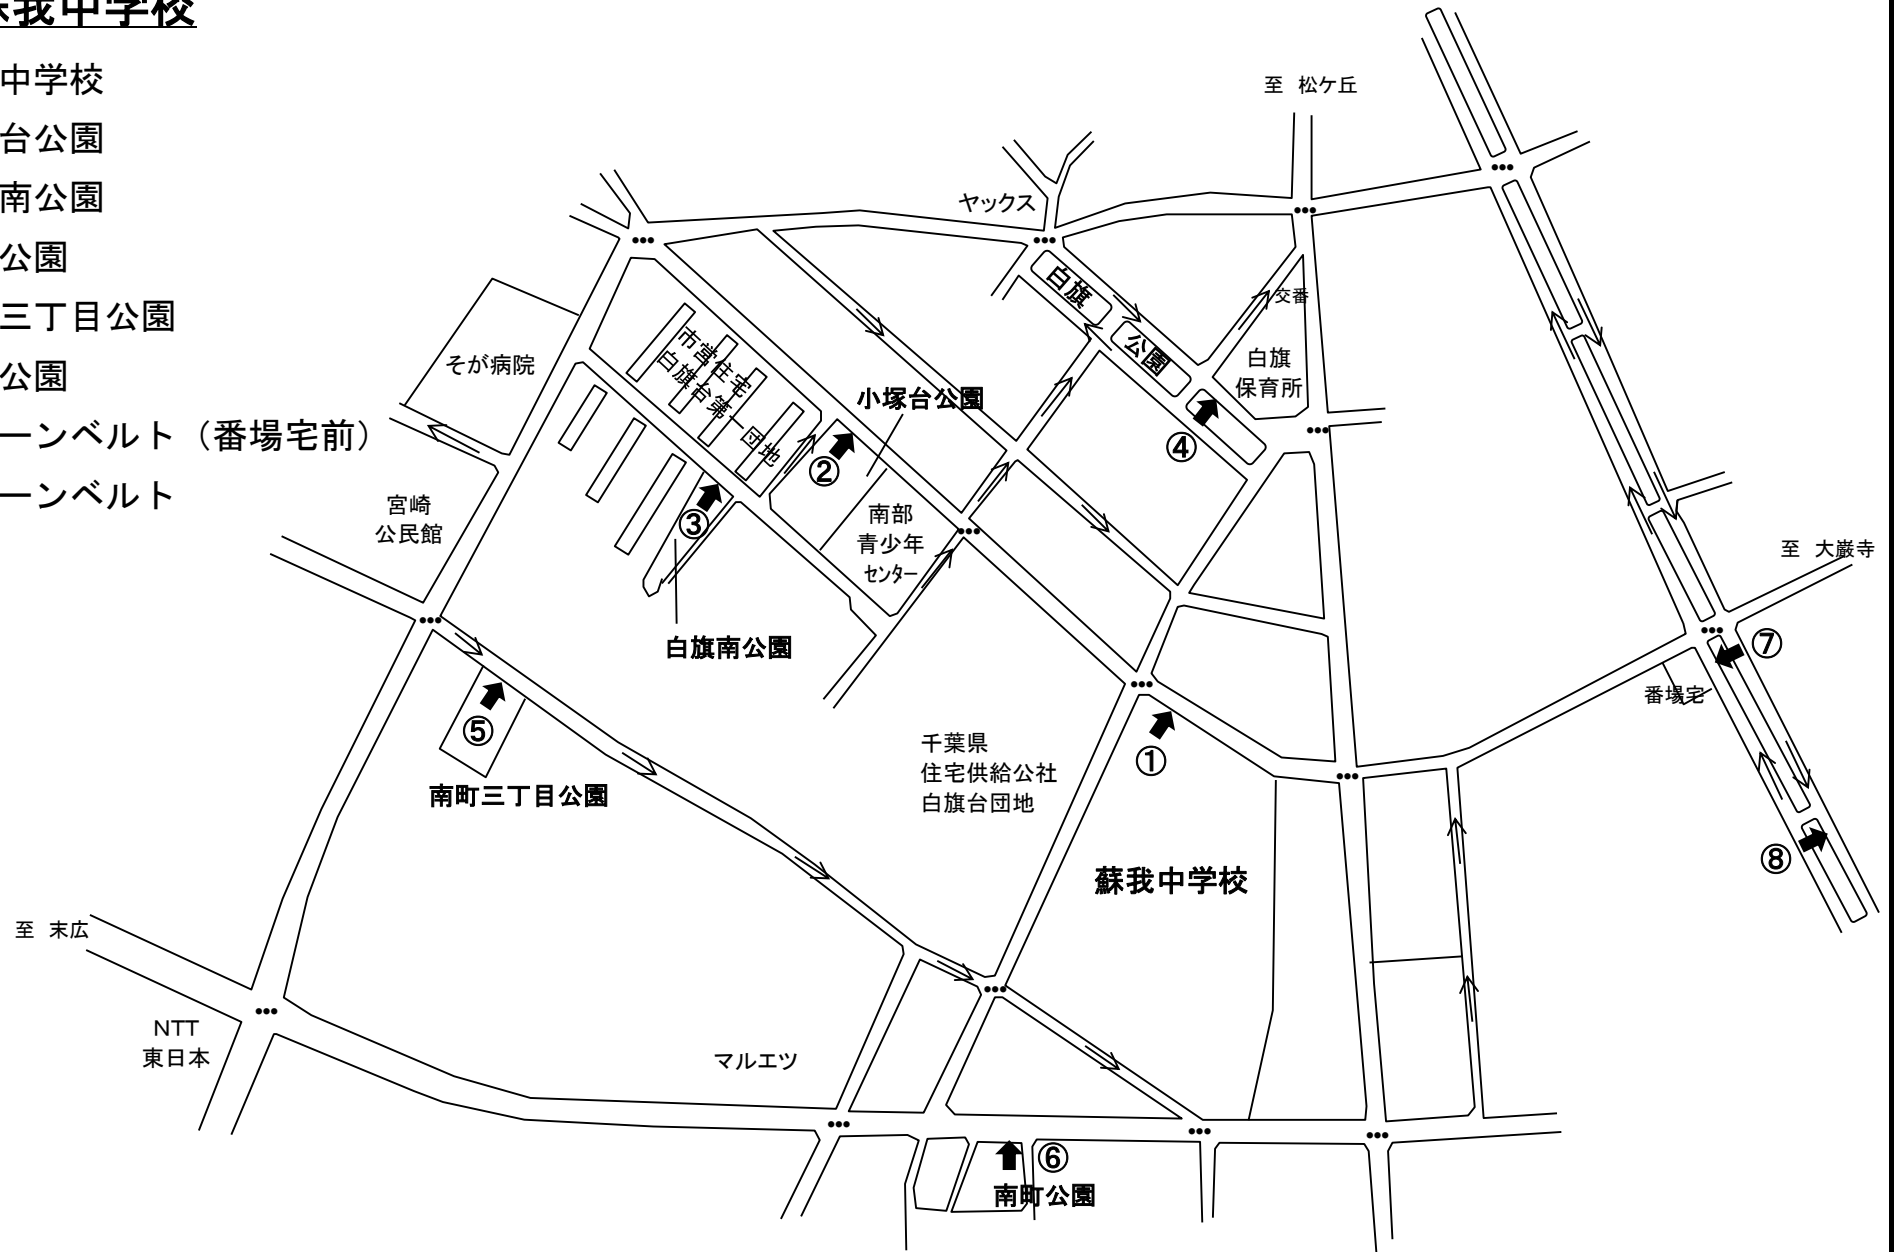 蘇我中学校
中学校
台公園
南公園
公園
三丁目公園
公園
ーンベルト（番場宅前）
ーンベルト
至 松ケ丘
ヤックス
白旗
公園
交番
白旗
保育所
そが病院
市営住宅
白旗台第一団地
小塚台公園
②
④
③
宮崎
公民館
南部
青少年
センター
至 大巌寺
白旗南公園
⑦
番場宅
⑤
①
千葉県
住宅供給公社
白旗台団地
南町三丁目公園
⑧
蘇我中学校
至 末広
NTT
東日本
マルエツ
⑥
南町公園